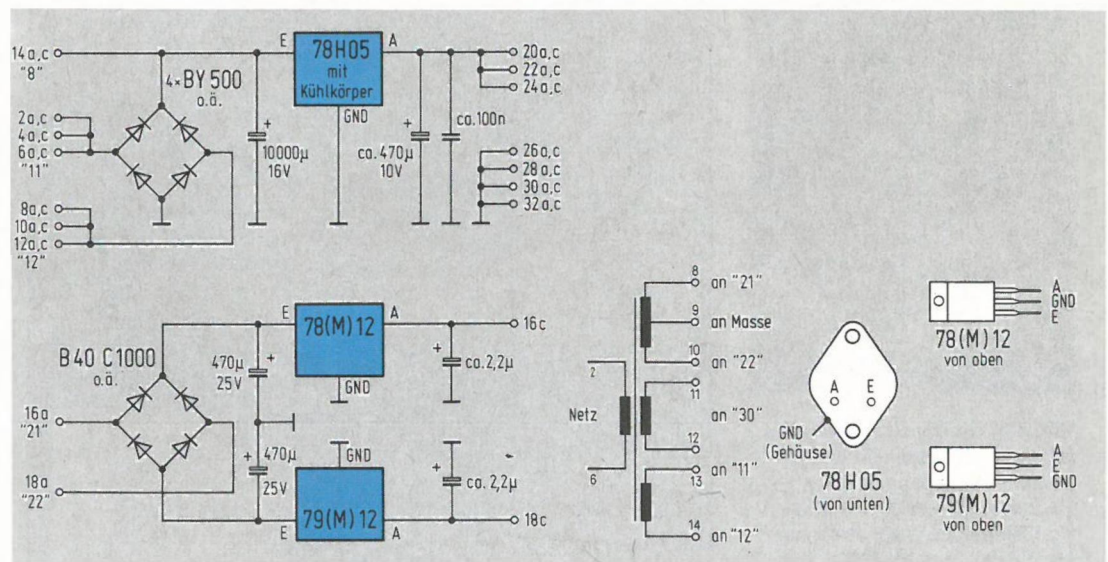 14a,c
"8"
4× BY 500
o.ä.
2a,c
4a,c
6a,c
"11"
8a,c
10a,c
12a,c
"12"
+
10000µ
16V
E
78H05
mit
Kühlkörper
A
GND
+
ca. 470µ
10V
ca.100n
20a,c
22a,c
24a,c
26a,c
28a,c
30a,c
32a,c
B40 C1000
o.ä.
16a
"21"
18a
"22"
+
470µ
25V
+
470µ
25V
E
78(M)12
A
GND
GND
E
79(M)12
A
+
ca. 2,2µ
+
ca. 2,2µ
16c
18c
2
Netz
6
8
an "21"
9
an Masse
10
an "22"
11
an "30"
12
an "11"
13
14
an "12"
A
E
GND
(Gehäuse)
78H05
(von unten)
A
GND
E
78(M)12
von oben
A
E
GND
79(M)12
von oben